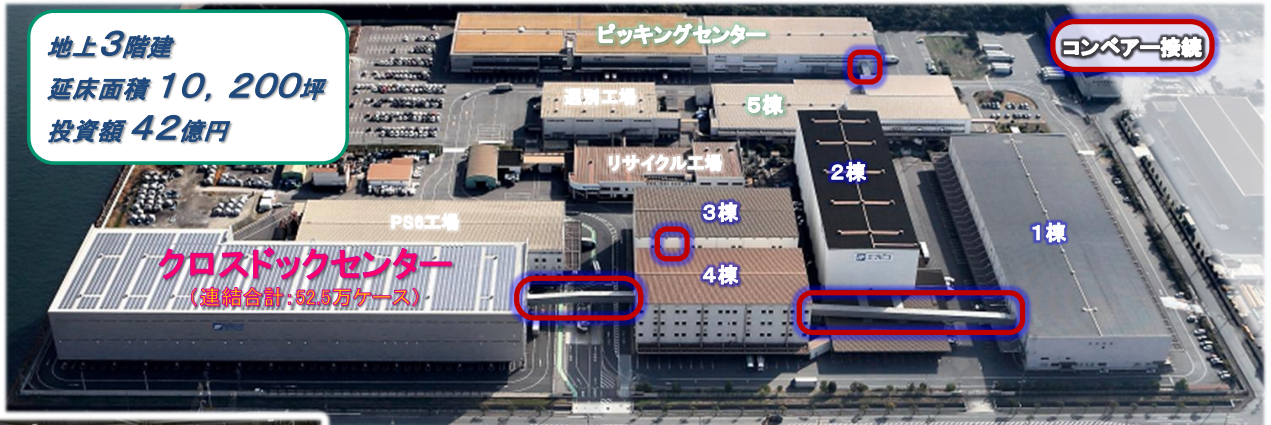 地上3階建
延床面積 10,200坪
投資額 42億円
ピッキングセンター
コンベアー接続
選別工場
5棟
リサイクル工場
2棟
3棟
1棟
PS6工場
クロスドックセンター
4棟
(連結合計:52.5万ケース)